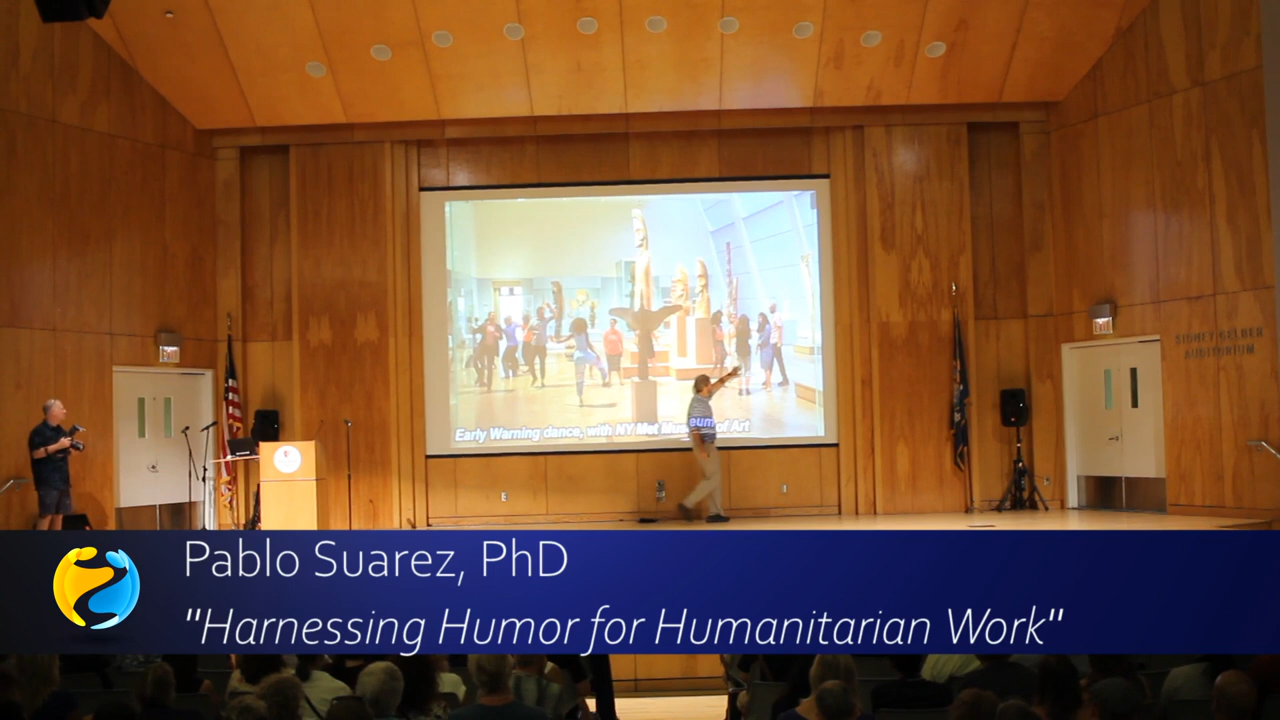 Early Warning dance, with NY Met Museum of Art
SIDNEY GELBER
AUDITORIUM
Pablo Suarez, PhD
"Harnessing Humor for Humanitarian Work"